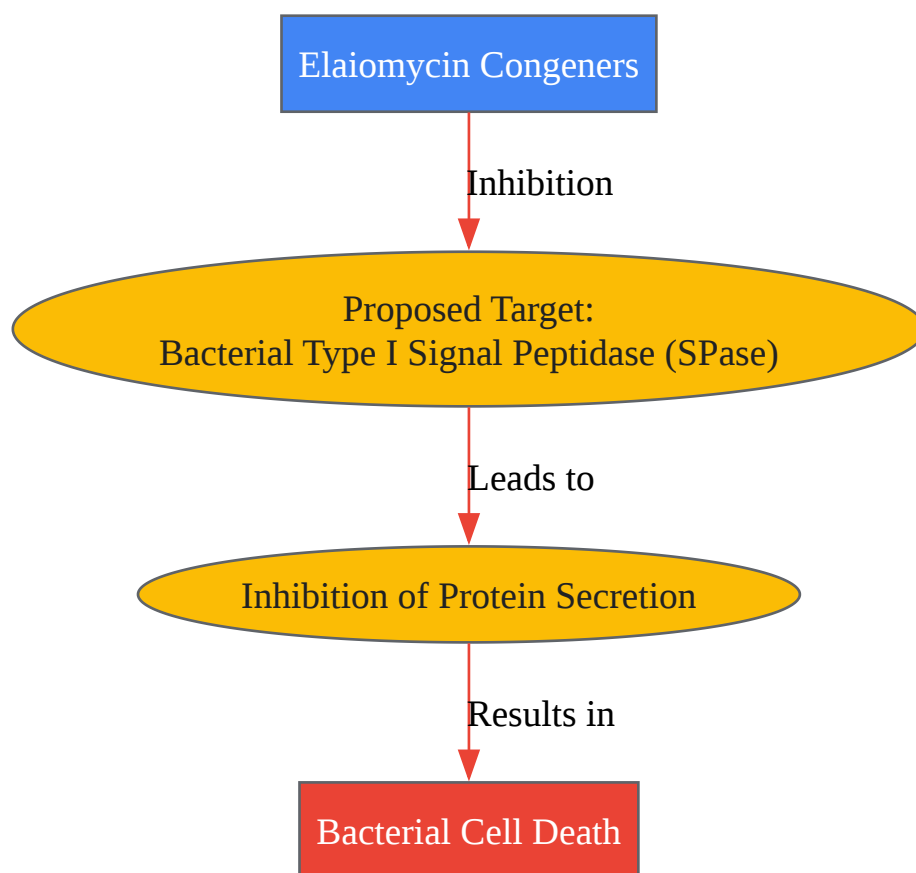 Elaiomycin Congeners
Inhibition
Proposed Target:
Bacterial Type I Signal Peptidase (SPase)
Leads to
Inhibition of Protein Secretion
Results in
Bacterial Cell Death